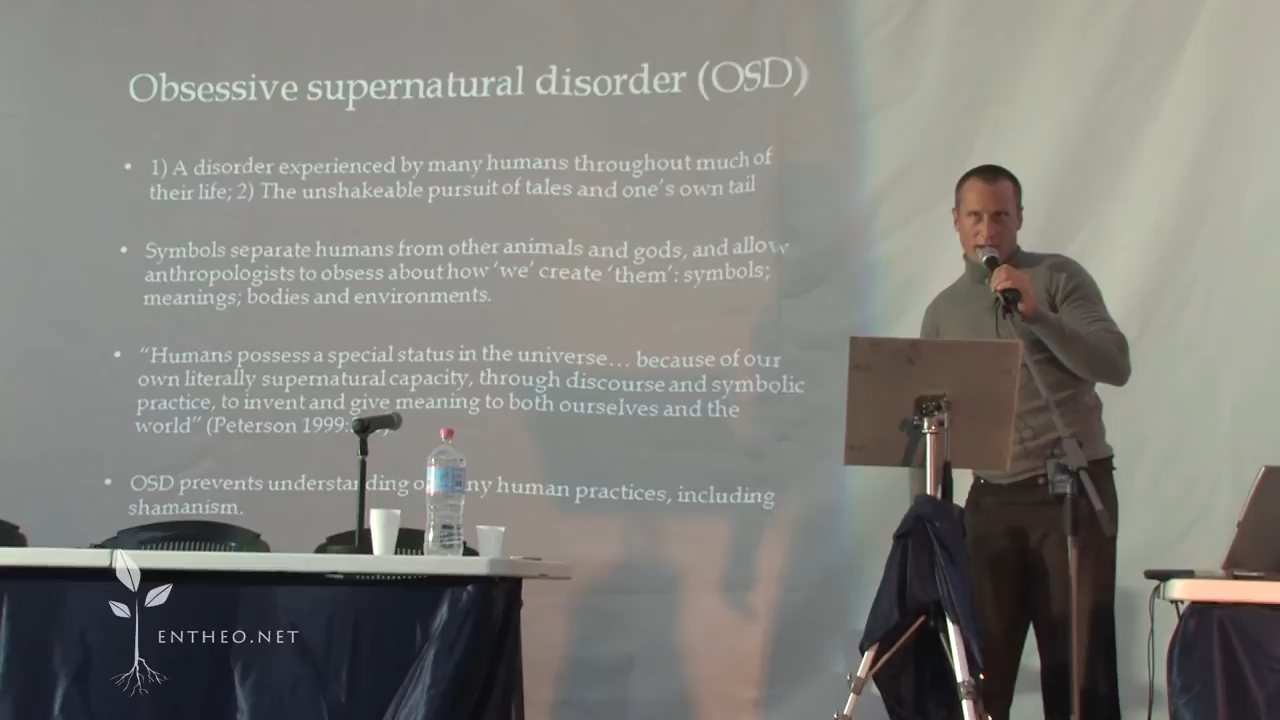 Obsessive supernatural disorder (OSD)
• 1) A disorder experienced by many humans throughout much of
their life; 2) The unshakeable pursuit of tales and one's own tail
• Symbols separate humans from other animals and gods, and allow
anthropologists to obsess about how 'we' create 'them': symbols;
meanings; bodies and environments.
• "Humans possess a special status in the universe… because of our
own literally supernatural capacity, through discourse and symbolic
practice, to invent and give meaning to both ourselves and the
world" (Peterson 1999:
• OSD prevents understanding ny human practices, including
shamanism.
ENTHEO.NET